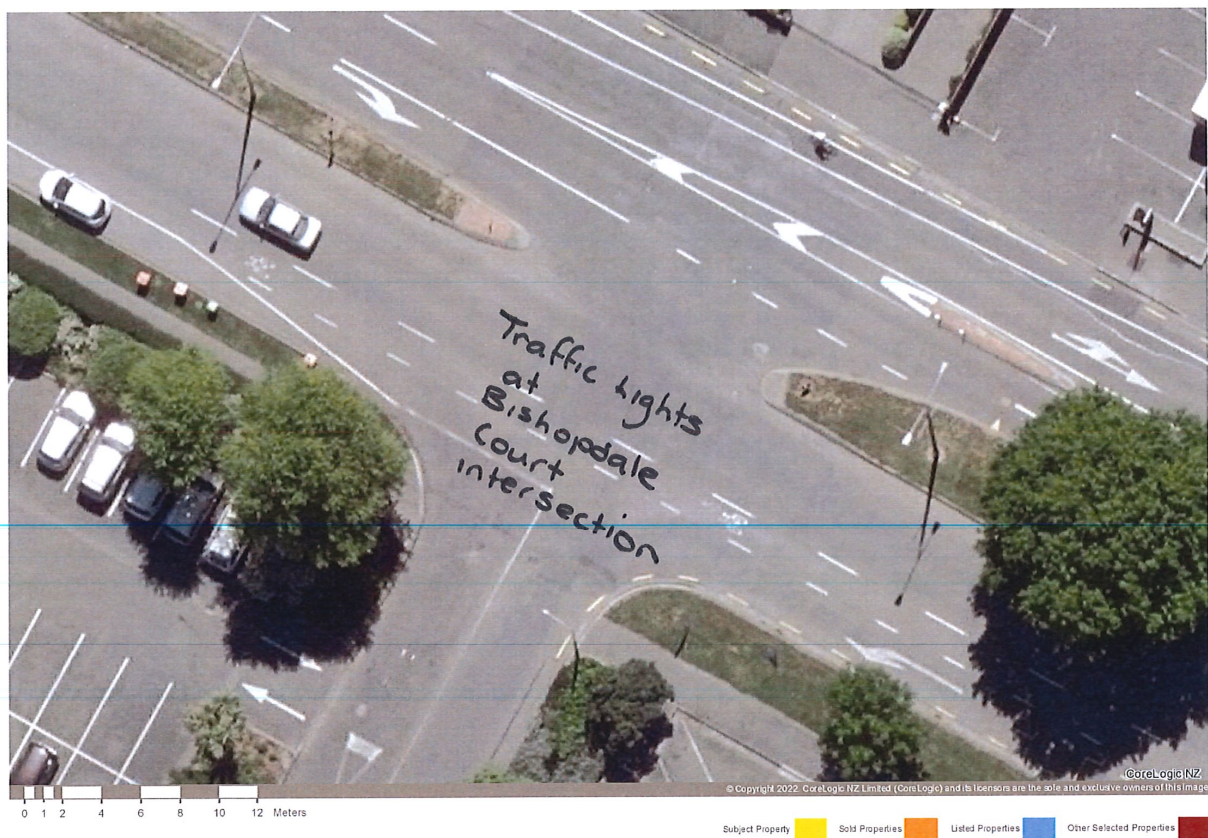 Traffic Lights
at
Bishopdale
Court
intersection
CoreLogic NZ
© Copyright 2022. CoreLogic NZ Limited (CoreLogic) and its licensors are the sole and exclusive owners of this image
0 1 2 4 6 8 10 12 Meters
Subject Property Sold Properties Listed Properties Other Selected Properties